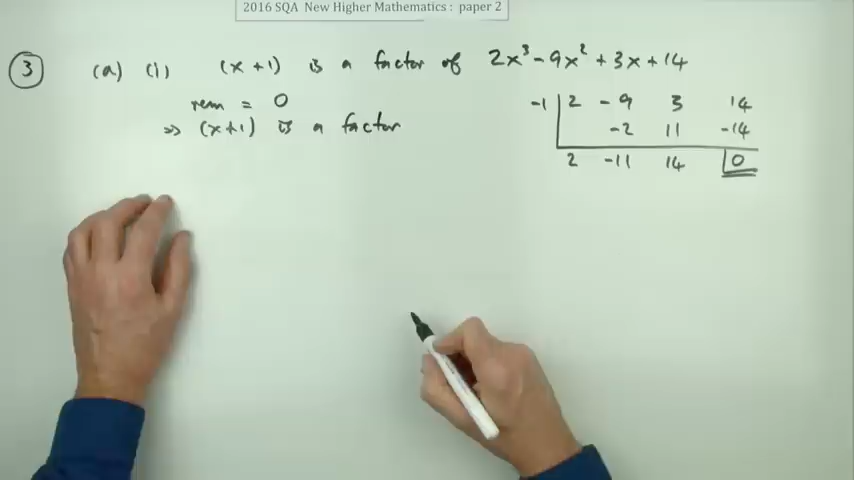 2016 SQA New Higher Mathematics : paper 2
3 (a) (i) (x+1) is a factor of 2x³ - 9x² + 3x + 14
rem = 0
⇒ (x+1) is a factor
-1 | 2 -9 3 14
-2 11 -14
2 -11 14 0